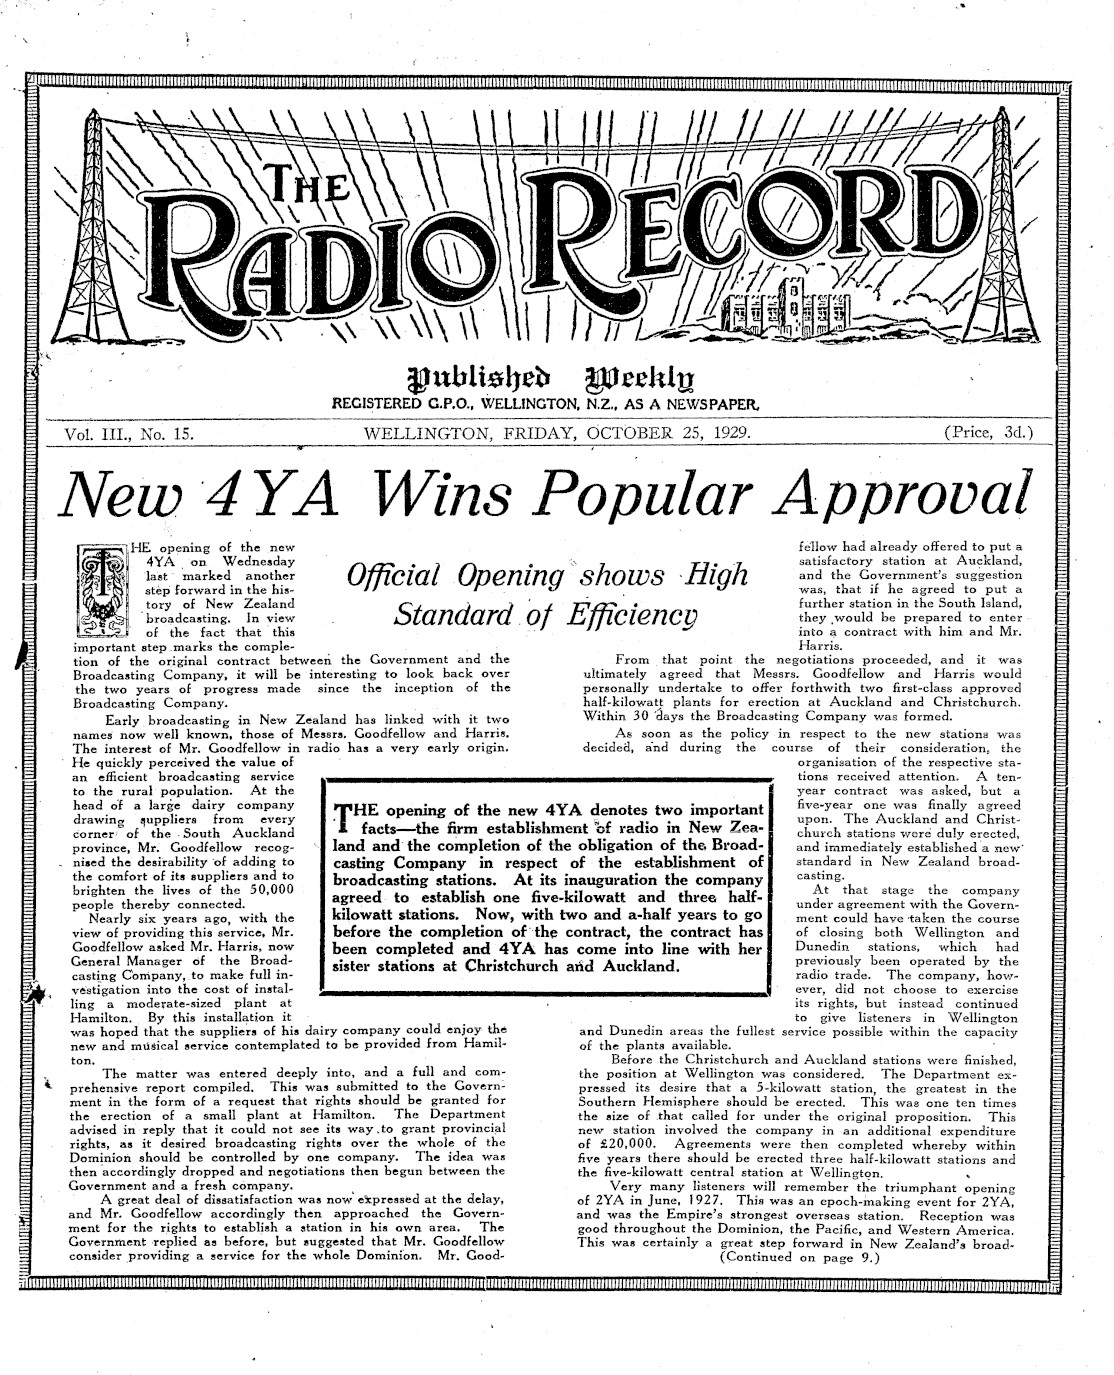 THE
RADIO RECORD
Published Weekly
REGISTERED G.P.O., WELLINGTON, N.Z., AS A NEWSPAPER.
Vol. III., No. 15.
WELLINGTON, FRIDAY, OCTOBER 25, 1929.
(Price, 3d.)
New 4YA Wins Popular Approval
Official Opening shows High
Standard of Efficiency
THE opening of the new
4YA on Wednesday
last marked another
step forward in the his-
tory of New Zealand
broadcasting. In view
of the fact that this
important step marks the comple-
tion of the original contract between the Government and the
Broadcasting Company, it will be interesting to look back over
the two years of progress made since the inception of the
Broadcasting Company.
Early broadcasting in New Zealand has linked with it two
names now well known, those of Messrs. Goodfellow and Harris.
The interest of Mr. Goodfellow in radio has a very early origin.
He quickly perceived the value of
an efficient broadcasting service
to the rural population. At the
head of a large dairy company
drawing suppliers from every
corner of the South Auckland
province, Mr. Goodfellow recog-
nised the desirability of adding to
the comfort of its suppliers and to
brighten the lives of the 50,000
people thereby connected.
Nearly six years ago, with the
view of providing this service, Mr.
Goodfellow asked Mr. Harris, now
General Manager of the Broad-
casting Company, to make full in-
vestigation into the cost of instal-
ling a moderate-sized plant at
Hamilton. By this installation it
was hoped that the suppliers of his dairy company could enjoy the
new and musical service contemplated to be provided from Hamil-
ton.
The matter was entered deeply into, and a full and com-
prehensive report compiled. This was submitted to the Govern-
ment in the form of a request that rights should be granted for
the erection of a small plant at Hamilton. The Department
advised in reply that it could not see its way to grant provincial
rights, as it desired broadcasting rights over the whole of the
Dominion should be controlled by one company. The idea was
then accordingly dropped and negotiations then begun between the
Government and a fresh company.
A great deal of dissatisfaction was now expressed at the delay,
and Mr. Goodfellow accordingly then approached the Govern-
ment for the rights to establish a station in his own area. The
Government replied as before, but suggested that Mr. Goodfellow
consider providing a service for the whole Dominion. Mr. Good-
THE opening of the new 4YA denotes two important
facts—the firm establishment of radio in New Zea-
land and the completion of the obligation of the Broad-
casting Company in respect of the establishment of
broadcasting stations. At its inauguration the company
agreed to establish one five-kilowatt and three half-
kilowatt stations. Now, with two and a-half years to go
before the completion of the contract, the contract has
been completed and 4YA has come into line with her
sister stations at Christchurch and Auckland.
fellow had already offered to put a
satisfactory station at Auckland,
and the Government's suggestion
was, that if he agreed to put a
further station in the South Island,
they would be prepared to enter
into a contract with him and Mr.
Harris.
From that point the negotiations proceeded, and it was
ultimately agreed that Messrs. Goodfellow and Harris would
personally undertake to offer forthwith two first-class approved
half-kilowatt plants for erection at Auckland and Christchurch.
Within 30 days the Broadcasting Company was formed.
As soon as the policy in respect to the new stations was
decided, and during the course of their consideration, the
organisation of the respective sta-
tions received attention. A ten-
year contract was asked, but a
five-year one was finally agreed
upon. The Auckland and Christ-
church stations were duly erected,
and immediately established a new
standard in New Zealand broad-
casting.
At that stage the company
under agreement with the Govern-
ment could have taken the course
of closing both Wellington and
Dunedin stations, which had
previously been operated by the
radio trade. The company, how-
ever, did not choose to exercise
its rights, but instead continued
to give listeners in Wellington
and Dunedin areas the fullest service possible within the capacity
of the plants available.
Before the Christchurch and Auckland stations were finished,
the position at Wellington was considered. The Department ex-
pressed its desire that a 5-kilowatt station, the greatest in the
Southern Hemisphere should be erected. This was one ten times
the size of that called for under the original proposition. This
new station involved the company in an additional expenditure
of £20,000. Agreements were then completed whereby within
five years there should be erected three half-kilowatt stations and
the five-kilowatt central station at Wellington.
Very many listeners will remember the triumphant opening
of 2YA in June, 1927. This was an epoch-making event for 2YA,
and was the Empire's strongest overseas station. Reception was
good throughout the Dominion, the Pacific, and Western America.
This was certainly a great step forward in New Zealand's broad-
(Continued on page 9.)